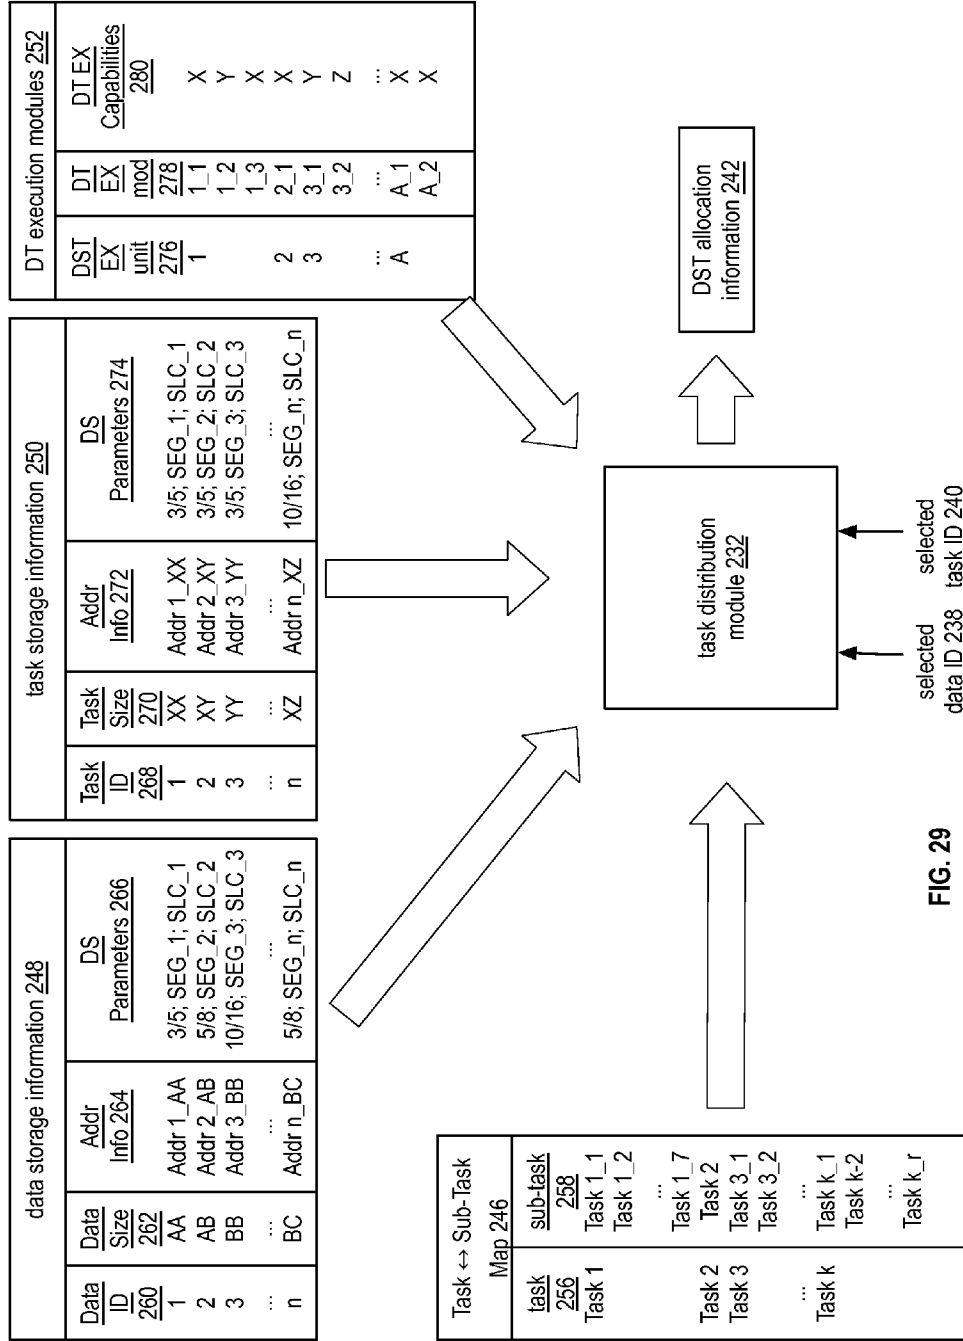 data storage information 248
Data ID 260 Data Size 262 Addr Info 264 DS Parameters 266
1 AA Addr 1_AA 3/5; SEG_1; SLC_1
2 AB Addr 2_AB 5/8; SEG_2; SLC_2
3 BB Addr 3_BB 10/16; SEG_3; SLC_3
... ... ... ...
n BC Addr n_BC 5/8; SEG_n; SLC_n
task storage information 250
Task ID 268 Task Size 270 Addr Info 272 DS Parameters 274
1 XX Addr 1_XX 3/5; SEG_1; SLC_1
2 XY Addr 2_XY 3/5; SEG_2; SLC_2
3 YY Addr 3_YY 3/5; SEG_3; SLC_3
... ... ... ...
n XZ Addr n_XZ 10/16; SEG_n; SLC_n
DT execution modules 252
DST EX unit 276 DT EX mod 278 DT EX Capabilities 280
1 1_1 X
1_2 Y
1_3 X
2 2_1 X
3 3_1 Y
3_2 Z
... ... ...
A A_1 X
A_2 X
Task ↔ Sub-Task
Map 246
task 256 sub-task 258
Task 1 Task 1_1
Task 1_2
...
Task 1_7
Task 2 Task 2
Task 3 Task 3_1
Task 3_2
... ...
Task k Task k_1
Task k-2
...
Task k_r
task distribution
module 232
DST allocation
information 242
selected
data ID 238
selected
task ID 240
FIG. 29